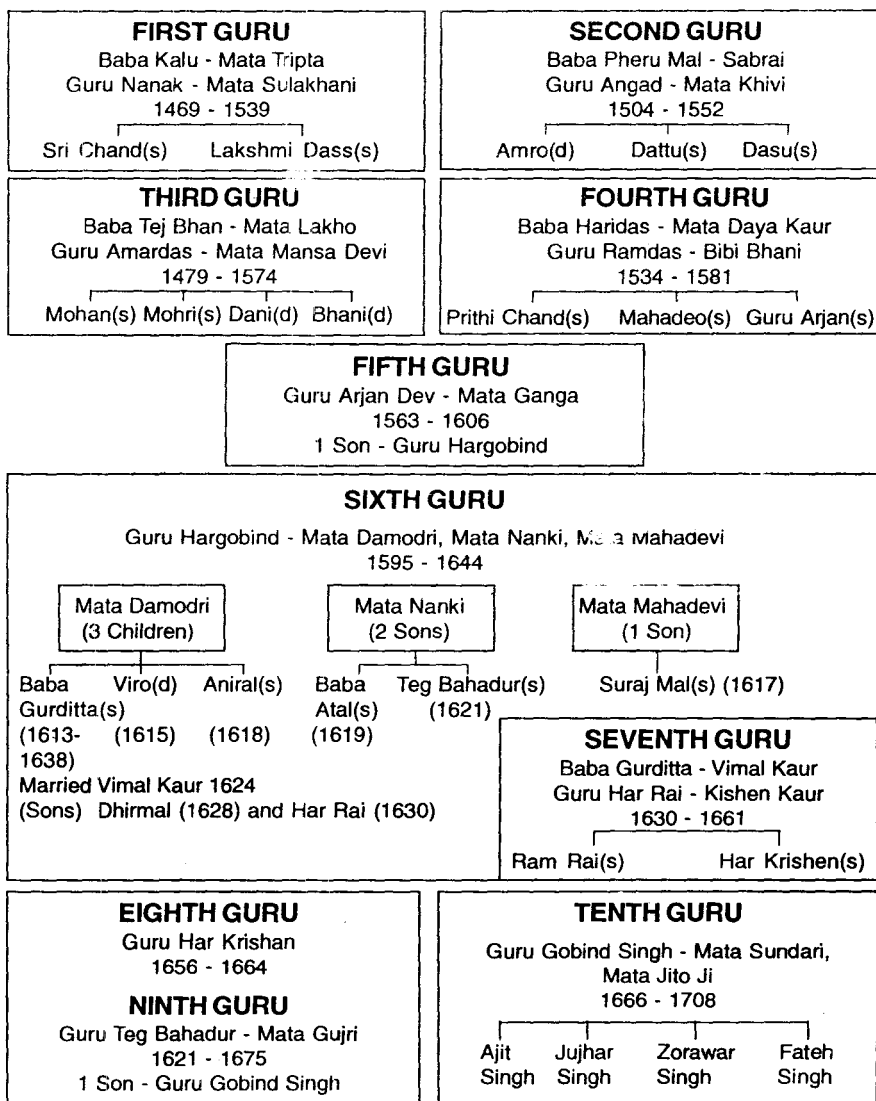 FIRST GURU
Baba Kalu - Mata Tripta
Guru Nanak - Mata Sulakhani
1469 - 1539
Sri Chand(s) Lakshmi Dass(s)
SECOND GURU
Baba Pheru Mal - Sabrai
Guru Angad - Mata Khivi
1504 - 1552
Amro(d) Dattu(s) Dasu(s)
THIRD GURU
Baba Tej Bhan - Mata Lakho
Guru Amardas - Mata Mansa Devi
1479 - 1574
Mohan(s) Mohri(s) Dani(d) Bhani(d)
FOURTH GURU
Baba Haridas - Mata Daya Kaur
Guru Ramdas - Bibi Bhani
1534 - 1581
Prithi Chand(s) Mahadeo(s) Guru Arjan(s)
FIFTH GURU
Guru Arjan Dev - Mata Ganga
1563 - 1606
1 Son - Guru Hargobind
SIXTH GURU
Guru Hargobind - Mata Damodri, Mata Nanki, Mahadevi
1595 - 1644
Mata Damodri
(3 Children)
Mata Nanki
(2 Sons)
Mata Mahadevi
(1 Son)
Baba Viro(d) Aniral(s)
Gurditta(s)
(1613- (1615) (1618)
1638)
Baba Teg Bahadur(s)
Atal(s) (1621)
(1619)
Suraj Mal(s) (1617)
Married Vimal Kaur 1624
(Sons) Dhirmal (1628) and Har Rai (1630)
SEVENTH GURU
Baba Gurditta - Vimal Kaur
Guru Har Rai - Kishen Kaur
1630 - 1661
Ram Rai(s) Har Krishen(s)
EIGHTH GURU
Guru Har Krishan
1656 - 1664
NINTH GURU
Guru Teg Bahadur - Mata Gujri
1621 - 1675
1 Son - Guru Gobind Singh
TENTH GURU
Guru Gobind Singh - Mata Sundari,
Mata Jito Ji
1666 - 1708
Ajit Jujhar Zorawar Fateh
Singh Singh Singh Singh